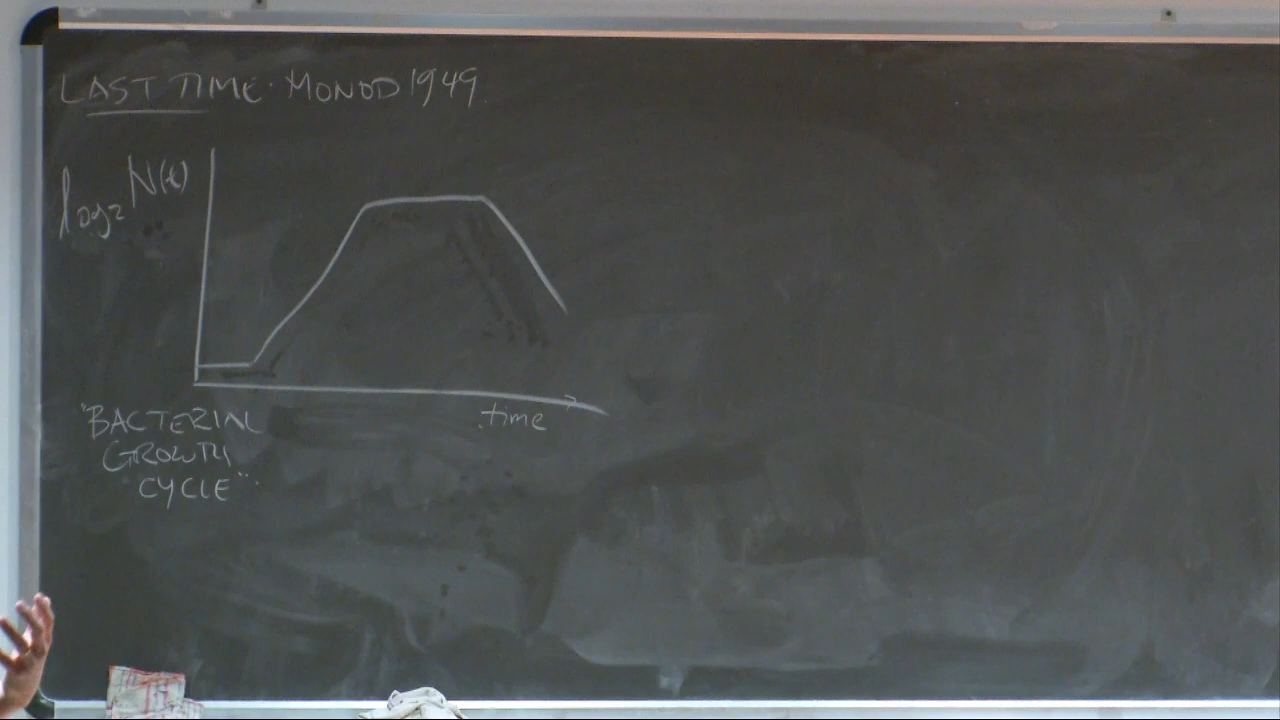 LAST TIME · MONOD 1949
log₂ N(t)
time
"BACTERIAL
GROWTH
CYCLE"